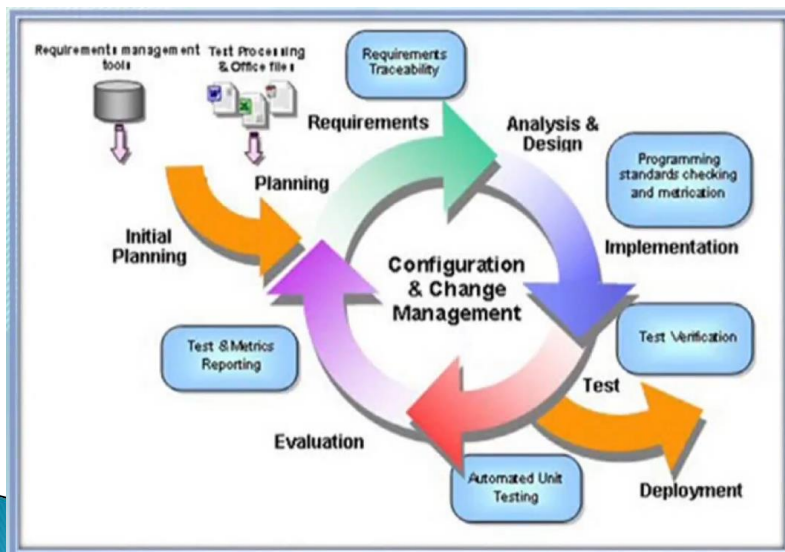 Requirements management
tools
Test Processing
& Office files
Requirements
Traceability
Requirements
Analysis &
Design
Programming
standards checking
and metrication
Planning
Initial
Planning
Configuration
& Change
Management
Implementation
Test & Metrics
Reporting
Test Verification
Test
Evaluation
Automated Unit
Testing
Deployment